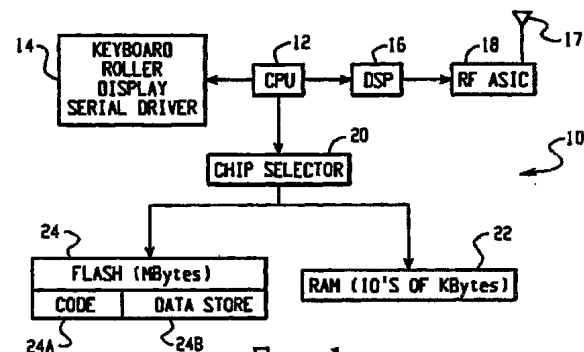 14
KEYBOARD
ROLLER
DISPLAY
SERIAL DRIVER
12
CPU
16
DSP
18
RF ASIC
17
10
20
CHIP SELECTOR
24
FLASH (MBytes)
CODE
DATA STORE
24A
24B
22
RAM (10'S OF KBytes)